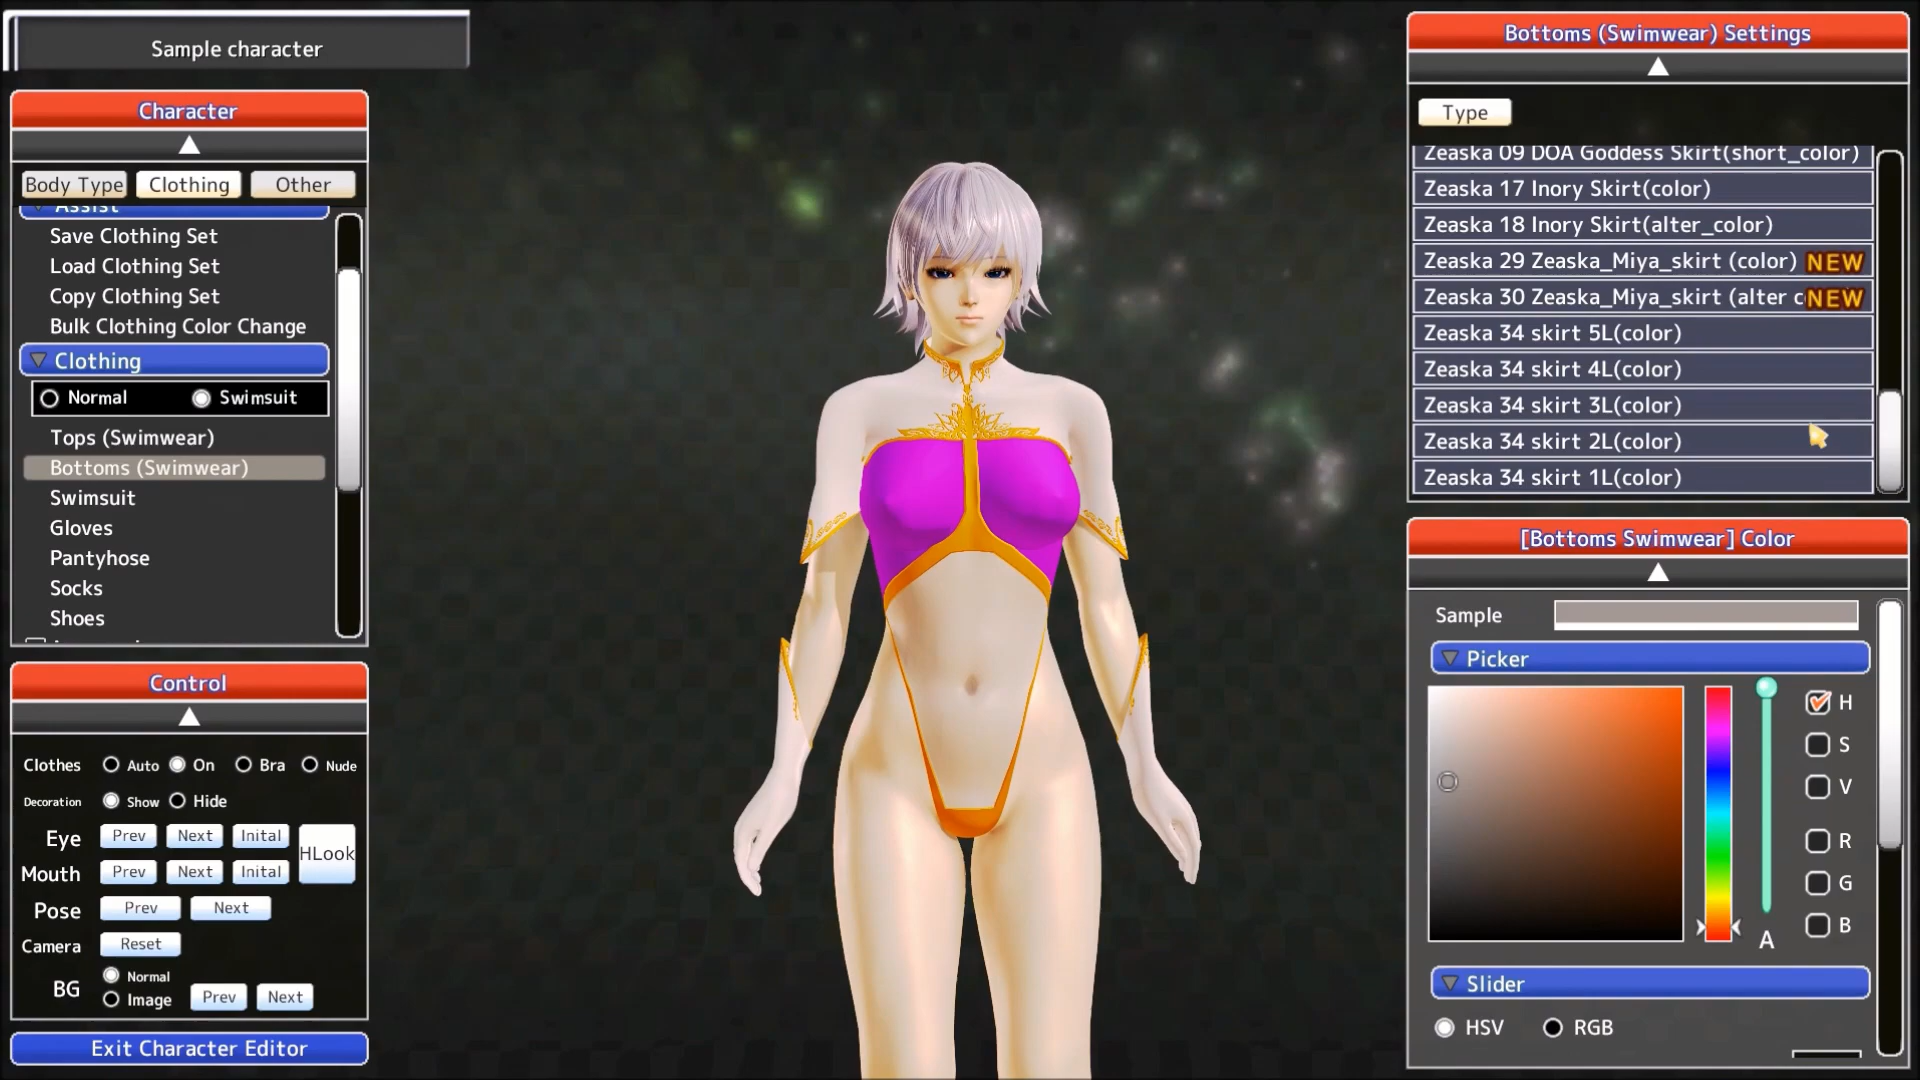 Sample character
Character
Body Type
Clothing
Other
Assist
Save Clothing Set
Load Clothing Set
Copy Clothing Set
Bulk Clothing Color Change
Clothing
Normal
Swimsuit
Tops (Swimwear)
Bottoms (Swimwear)
Swimsuit
Gloves
Pantyhose
Socks
Shoes
Control
Clothes Auto On Bra Nude
Decoration Show Hide
Eye Prev Next Inital
HLook
Mouth Prev Next Inital
Pose Prev Next
Camera Reset
BG Normal
Image Prev Next
Exit Character Editor
Bottoms (Swimwear) Settings
Type
Zeaska 09 DOA Goddess Skirt(short_color)
Zeaska 17 Inory Skirt(color)
Zeaska 18 Inory Skirt(alter_color)
Zeaska 29 Zeaska_Miya_skirt (color) NEW
Zeaska 30 Zeaska_Miya_skirt (alter c NEW
Zeaska 34 skirt 5L(color)
Zeaska 34 skirt 4L(color)
Zeaska 34 skirt 3L(color)
Zeaska 34 skirt 2L(color)
Zeaska 34 skirt 1L(color)
[Bottoms Swimwear] Color
Sample
Picker
H
S
V
R
G
B
A
Slider
HSV RGB